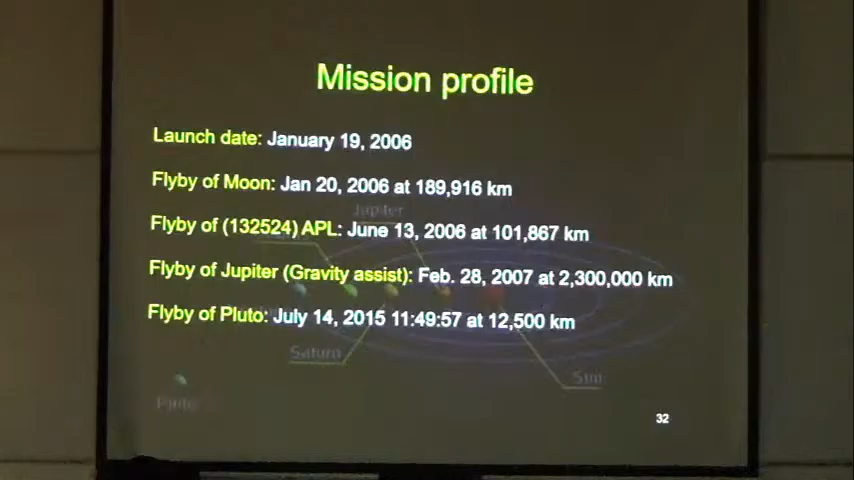 Mission profile
Launch date: January 19, 2006
Flyby of Moon: Jan 20, 2006 at 189,916 km
Jupiter
Flyby of (132524) APL: June 13, 2006 at 101,867 km
Flyby of Jupiter (Gravity assist): Feb. 28, 2007 at 2,300,000 km
Flyby of Pluto: July 14, 2015 11:49:57 at 12,500 km
Saturn
Sun
Pluto
32